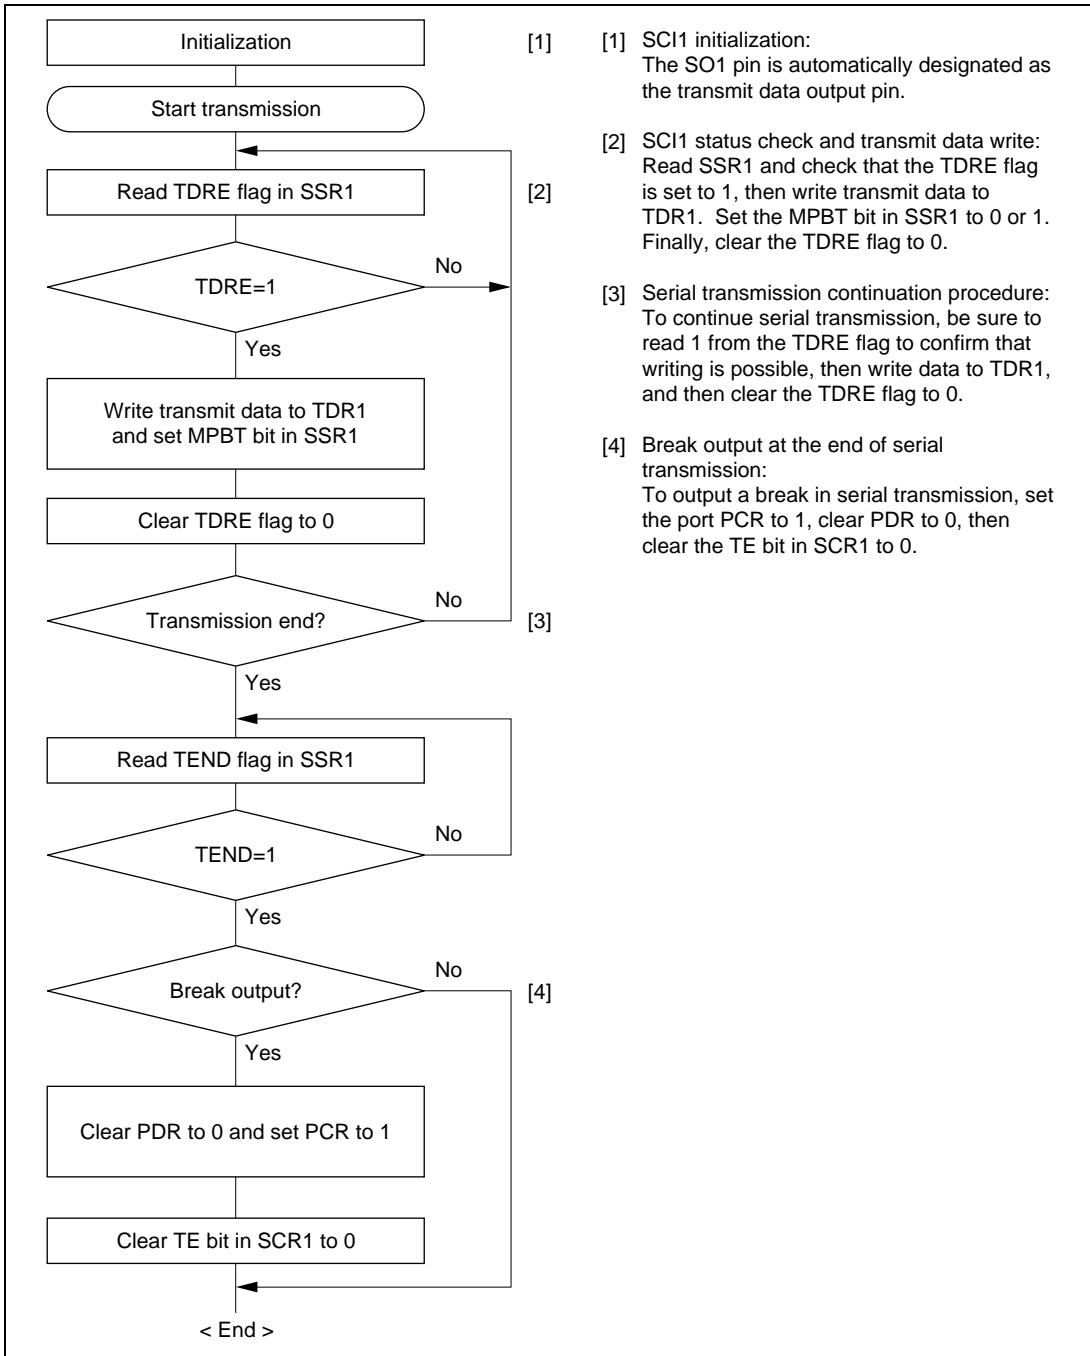 Initialization
[1]
Start transmission
Read TDRE flag in SSR1
[2]
TDRE=1
No
Yes
Write transmit data to TDR1
and set MPBT bit in SSR1
Clear TDRE flag to 0
Transmission end?
No
[3]
Yes
Read TEND flag in SSR1
TEND=1
No
Yes
Break output?
No
[4]
Yes
Clear PDR to 0 and set PCR to 1
Clear TE bit in SCR1 to 0
< End >
[1] SCI1 initialization:
The SO1 pin is automatically designated as
the transmit data output pin.
[2] SCI1 status check and transmit data write:
Read SSR1 and check that the TDRE flag
is set to 1, then write transmit data to
TDR1. Set the MPBT bit in SSR1 to 0 or 1.
Finally, clear the TDRE flag to 0.
[3] Serial transmission continuation procedure:
To continue serial transmission, be sure to
read 1 from the TDRE flag to confirm that
writing is possible, then write data to TDR1,
and then clear the TDRE flag to 0.
[4] Break output at the end of serial
transmission:
To output a break in serial transmission, set
the port PCR to 1, clear PDR to 0, then
clear the TE bit in SCR1 to 0.